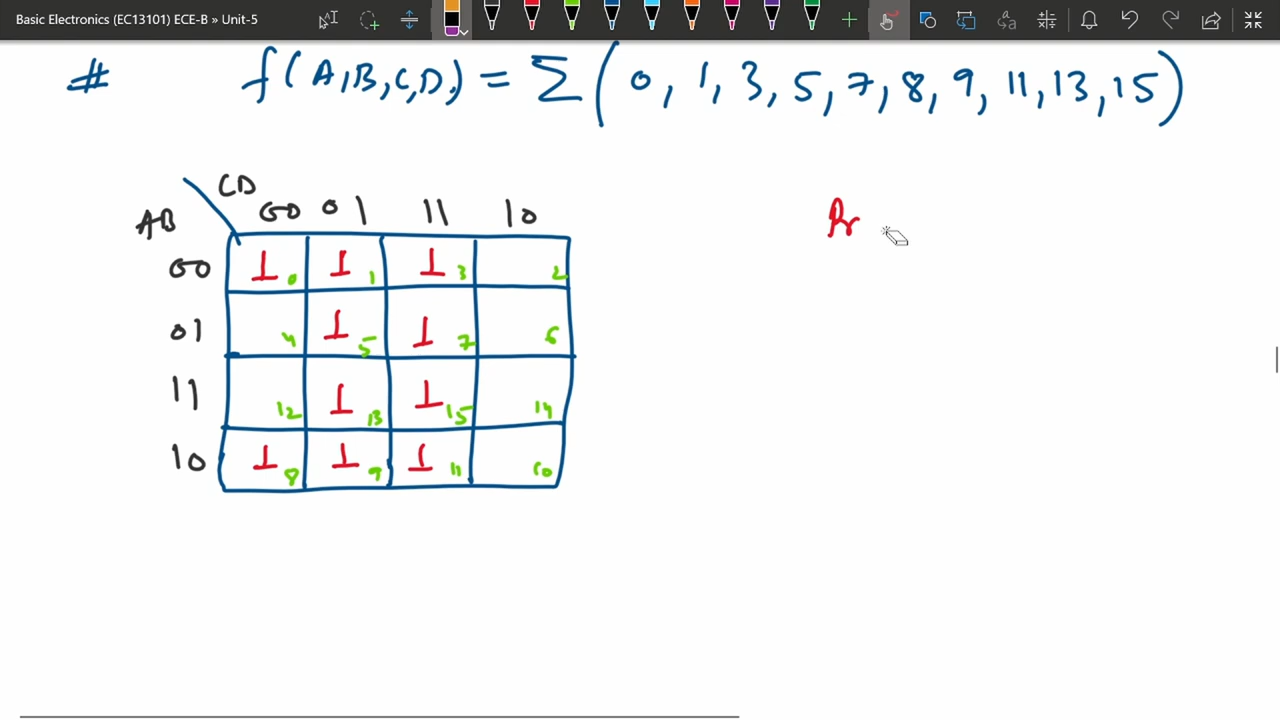 Basic Electronics (EC13101) ECE-B » Unit-5
# f(A,B,C,D,) = Σ(0, 1, 3, 5, 7, 8, 9, 11, 13, 15)
CD
AB 00 01 11 10
00 1 0 1 1 1 3 2
01 4 1 5 1 7 6
11 12 1 13 1 15 14
10 1 8 1 9 1 11 10
Pr